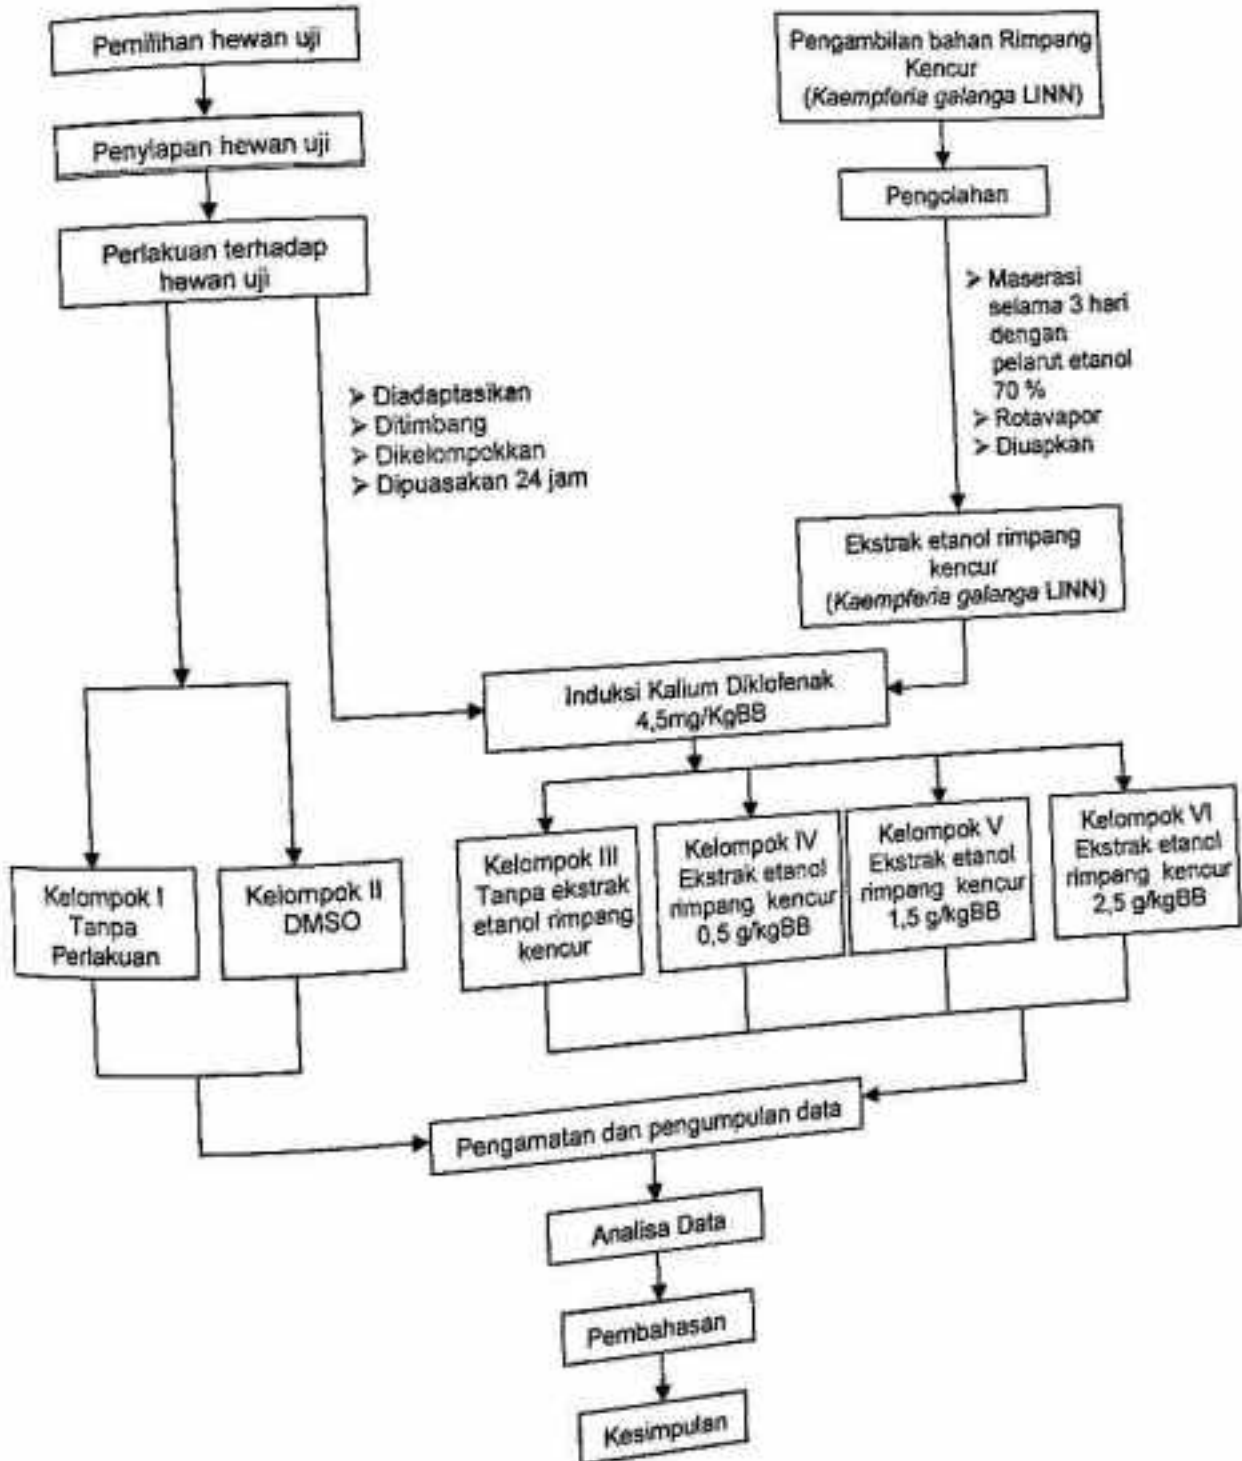 Pemilihan hewan uji
Penyiapan hewan uji
Perlakuan terhadap
hewan uji
➢ Diadaptasikan
➢ Ditimbang
➢ Dikelompokkan
➢ Dipuasakan 24 jam
Pengambilan bahan Rimpang
Kencur
(Kaempferia galanga LINN)
Pengolahan
➢ Maserasi
selama 3 hari
dengan
pelarut etanol
70 %
➢ Rotavapor
➢ Diuapkan
Ekstrak etanol rimpang
kencur
(Kaempferia galanga LINN)
Induksi Kalium Diklofenak
4,5mg/KgBB
Kelompok I
Tanpa
Perlakuan
Kelompok II
DMSO
Kelompok III
Tanpa ekstrak
etanol rimpang
kencur
Kelompok IV
Ekstrak etanol
rimpang kencur
0,5 g/kgBB
Kelompok V
Ekstrak etanol
rimpang kencur
1,5 g/kgBB
Kelompok VI
Ekstrak etanol
rimpang kencur
2,5 g/kgBB
Pengamatan dan pengumpulan data
Analisa Data
Pembahasan
Kesimpulan